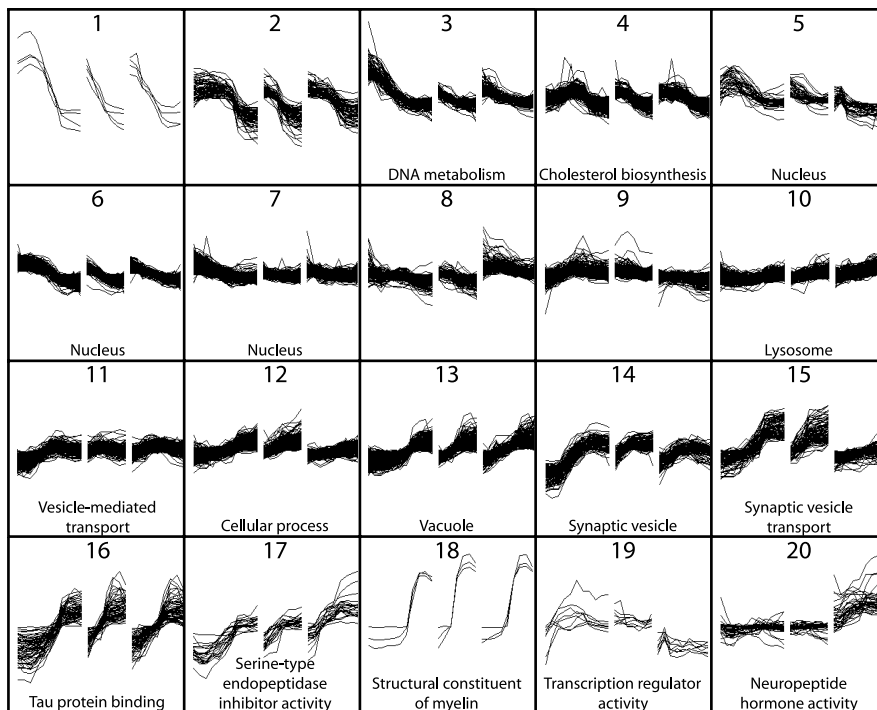 1
2
3
4
5
DNA metabolism
Cholesterol biosynthesis
Nucleus
6
7
8
9
10
Nucleus
Nucleus
Lysosome
11
12
13
14
15
Vesicle-mediated
transport
Cellular process
Vacuole
Synaptic vesicle
Synaptic vesicle
transport
16
17
18
19
20
Tau protein binding
Serine-type
endopeptidase
inhibitor activity
Structural constituent
of myelin
Transcription regulator
activity
Neuropeptide
hormone activity